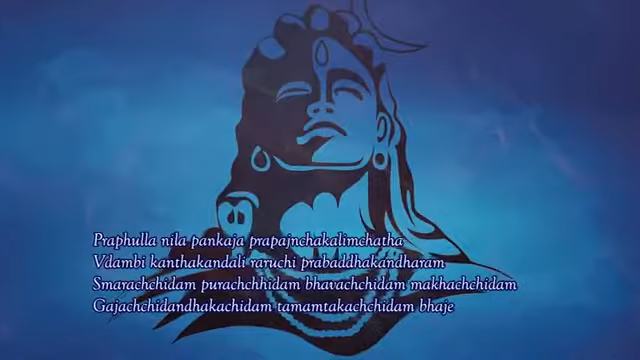 Praphulla nila pankaja prapajnchakalimchatha
Vdambi kanthakandali raruchi prabaddhakandharam
Smarachchidam purachchhidam bhavachchidam makhachchidam
Gajachchidandhakachidam tamamtakachchidam bhaje